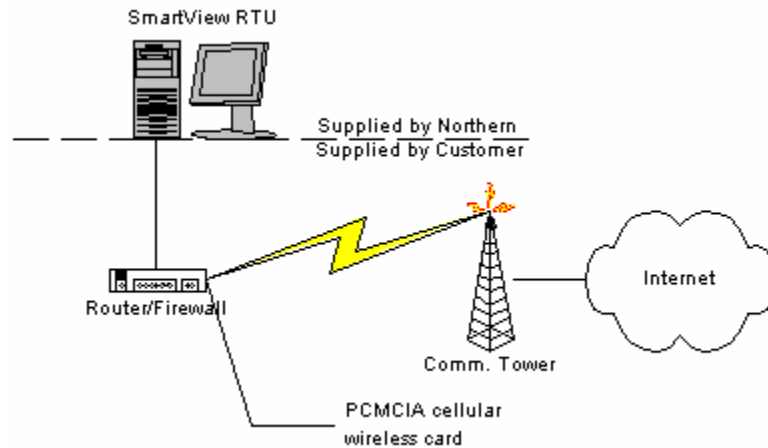 SmartView RTU
Supplied by Northern
Supplied by Customer
Internet
Router/Firewall
Comm. Tower
PCMCIA cellular
wireless card